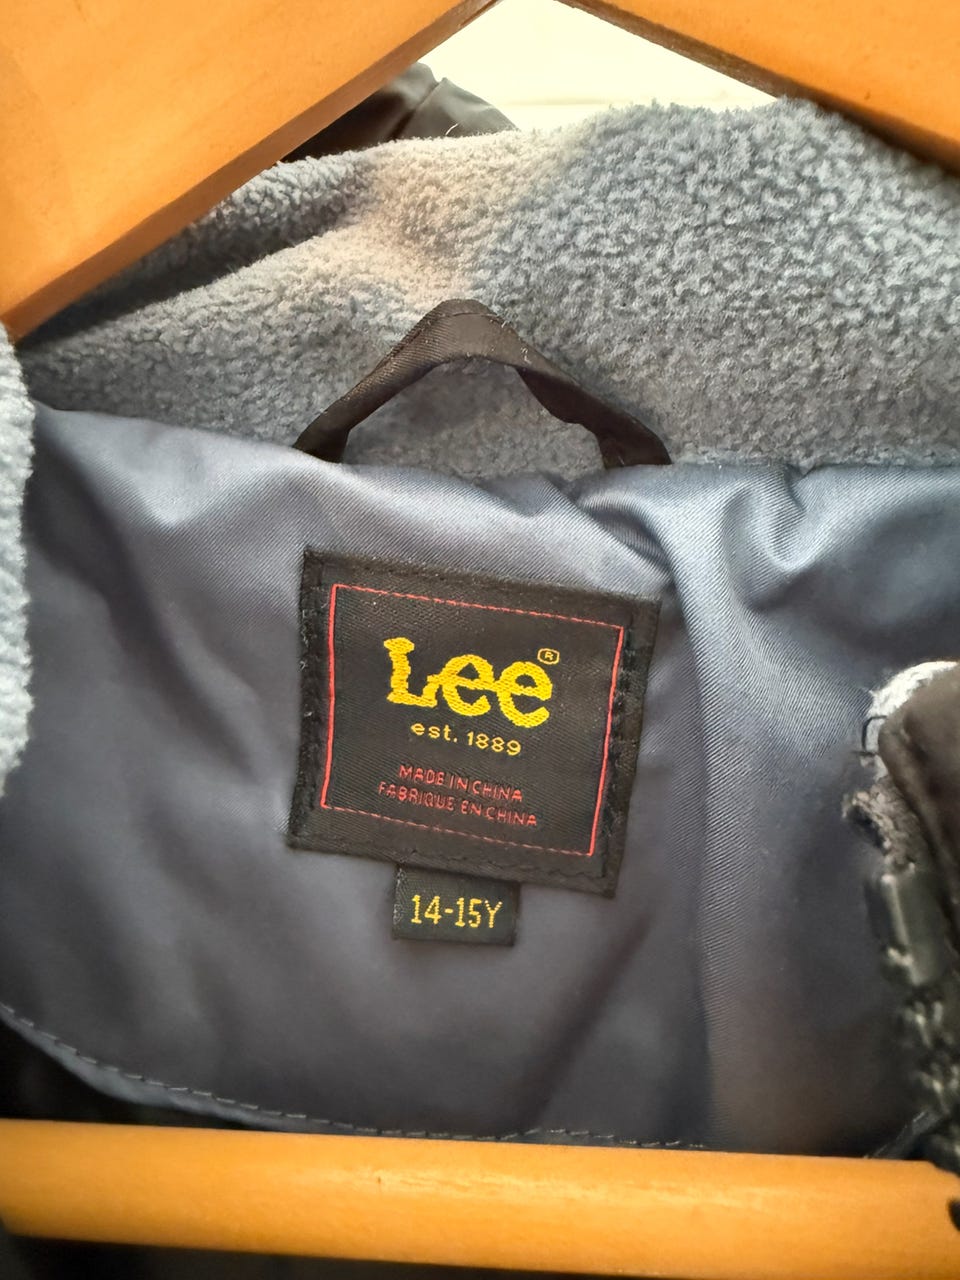 Lee®
est. 1889
MADE IN CHINA
FABRIQUE EN CHINA
14-15Y